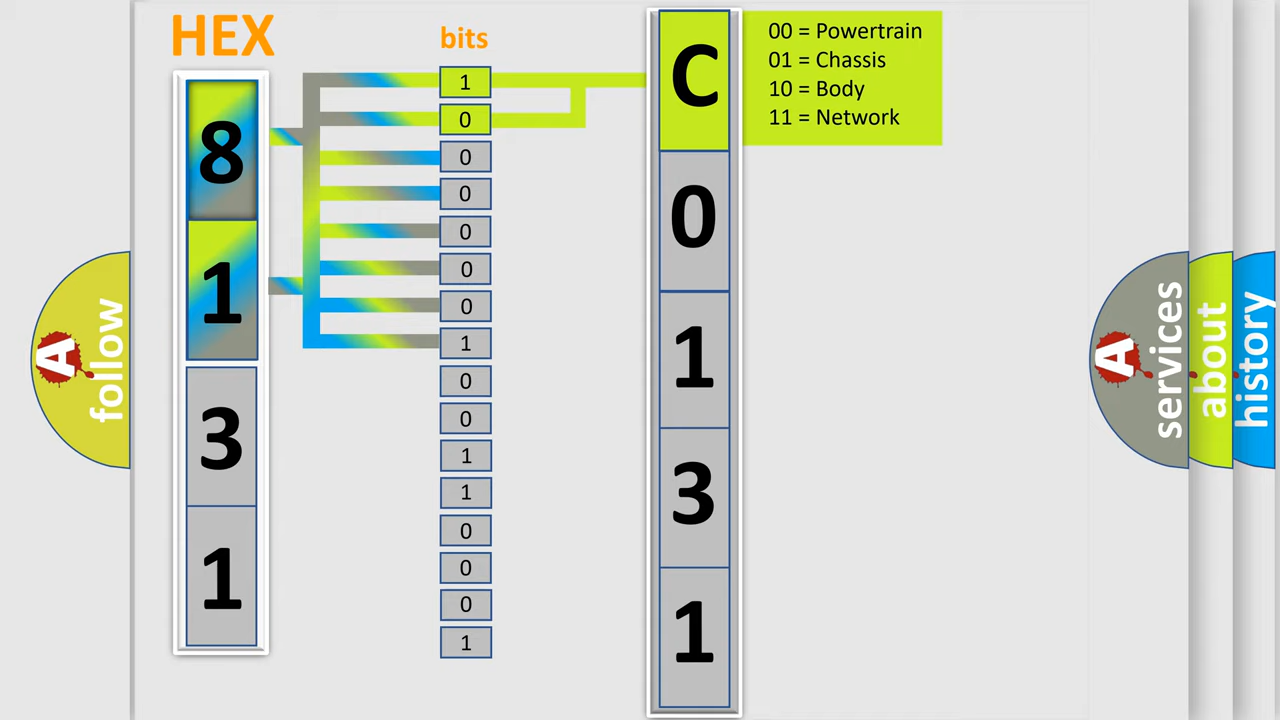 HEX
bits
8
1
3
1
1
0
0
0
0
0
0
1
0
0
1
1
0
0
0
1
C
0
1
3
1
00 = Powertrain
01 = Chassis
10 = Body
11 = Network
A
follow
A
services
about
history